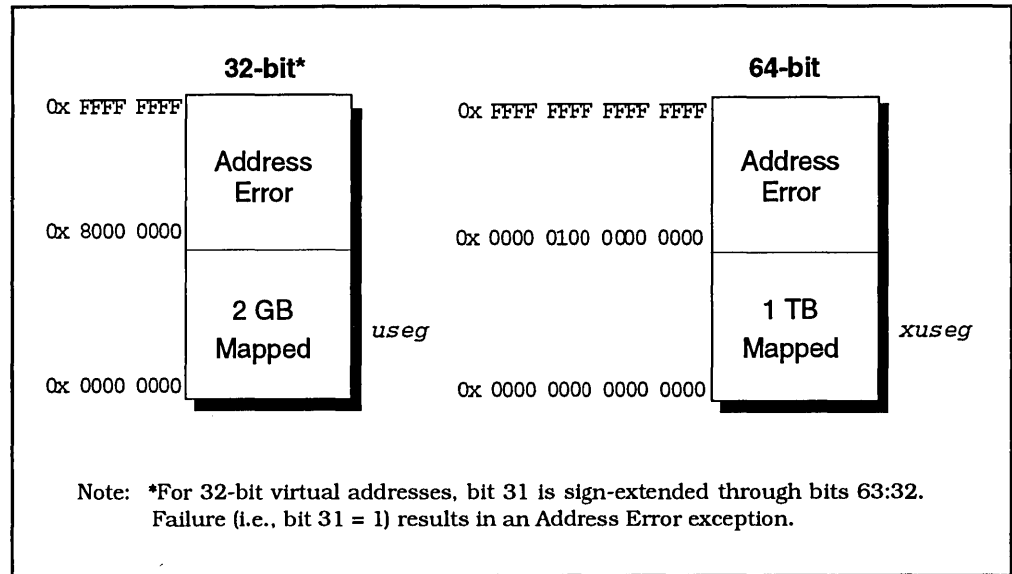 32-bit*
0x FFFF FFFF
Address
Error
0x 8000 0000
2 GB
Mapped
useg
0x 0000 0000
64-bit
0x FFFF FFFF FFFF FFFF
Address
Error
0x 0000 0100 0000 0000
1 TB
Mapped
xuseg
0x 0000 0000 0000 0000
Note: *For 32-bit virtual addresses, bit 31 is sign-extended through bits 63:32.
Failure (i.e., bit 31 = 1) results in an Address Error exception.